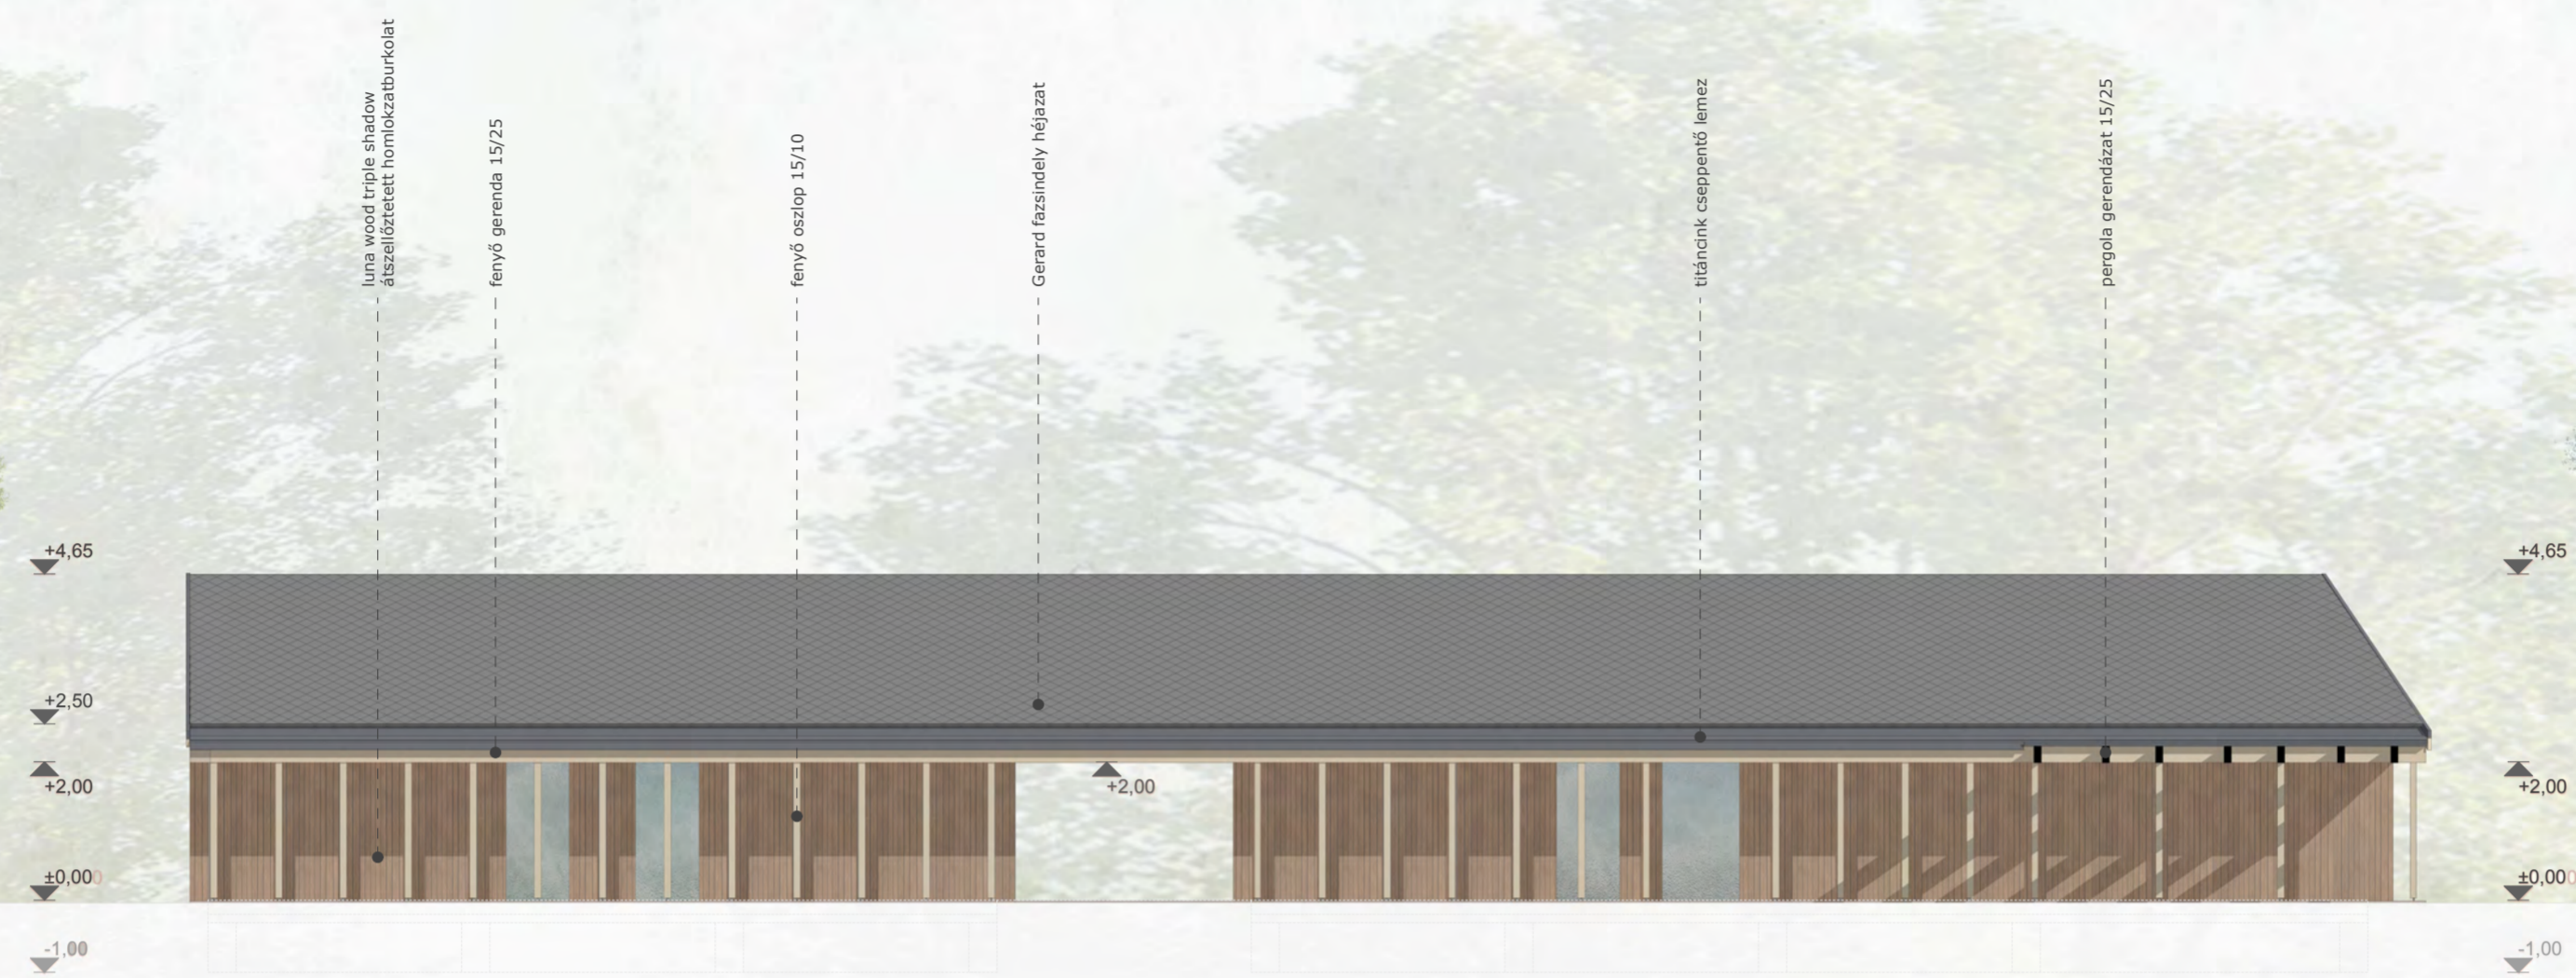 luna wood triple shadow
átszellőztetett homlokzatburkolat
fenyő gerenda 15/25
fenyő oszlop 15/10
Gerard fazsindely héjazat
titáncink cseppentő lemez
pergola gerendázat 15/25
+4,65
+4,65
+2,50
+2,00
+2,00
+2,00
±0,000
±0,000
-1,00
-1,00